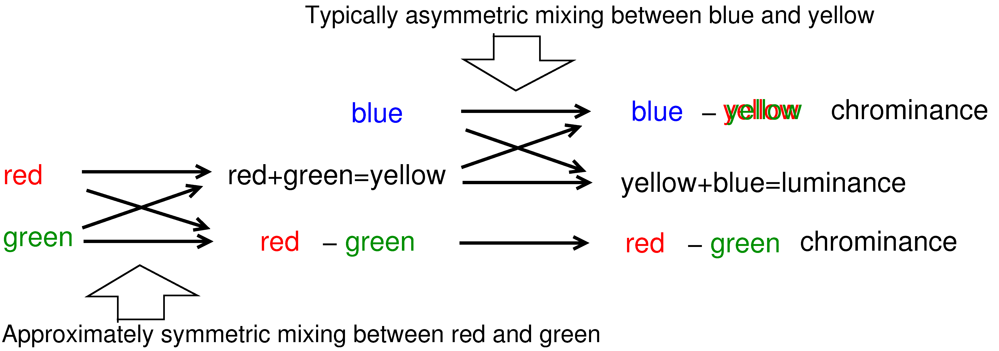 Typically asymmetric mixing between blue and yellow
blue
blue – yellow chrominance
red
red+green=yellow
yellow+blue=luminance
green
red – green
red – green chrominance
Approximately symmetric mixing between red and green